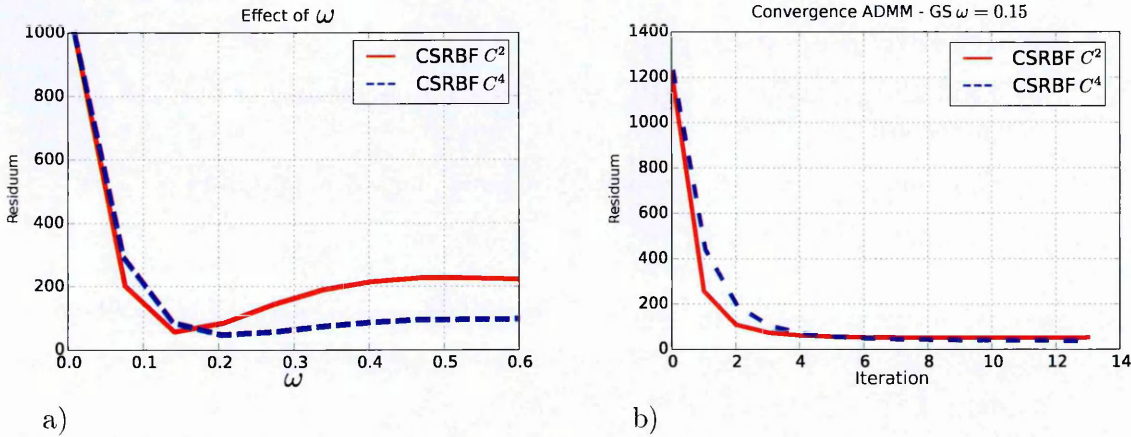 Effect of ω
1000
800
600
400
200
0
Residuum
0.0 0.1 0.2 0.3 0.4 0.5 0.6
ω
CSRBF C²
CSRBF C⁴
a)
Convergence ADMM - GS ω = 0.15
1400
1200
1000
800
600
400
200
0
Residuum
0 2 4 6 8 10 12 14
Iteration
CSRBF C²
CSRBF C⁴
b)